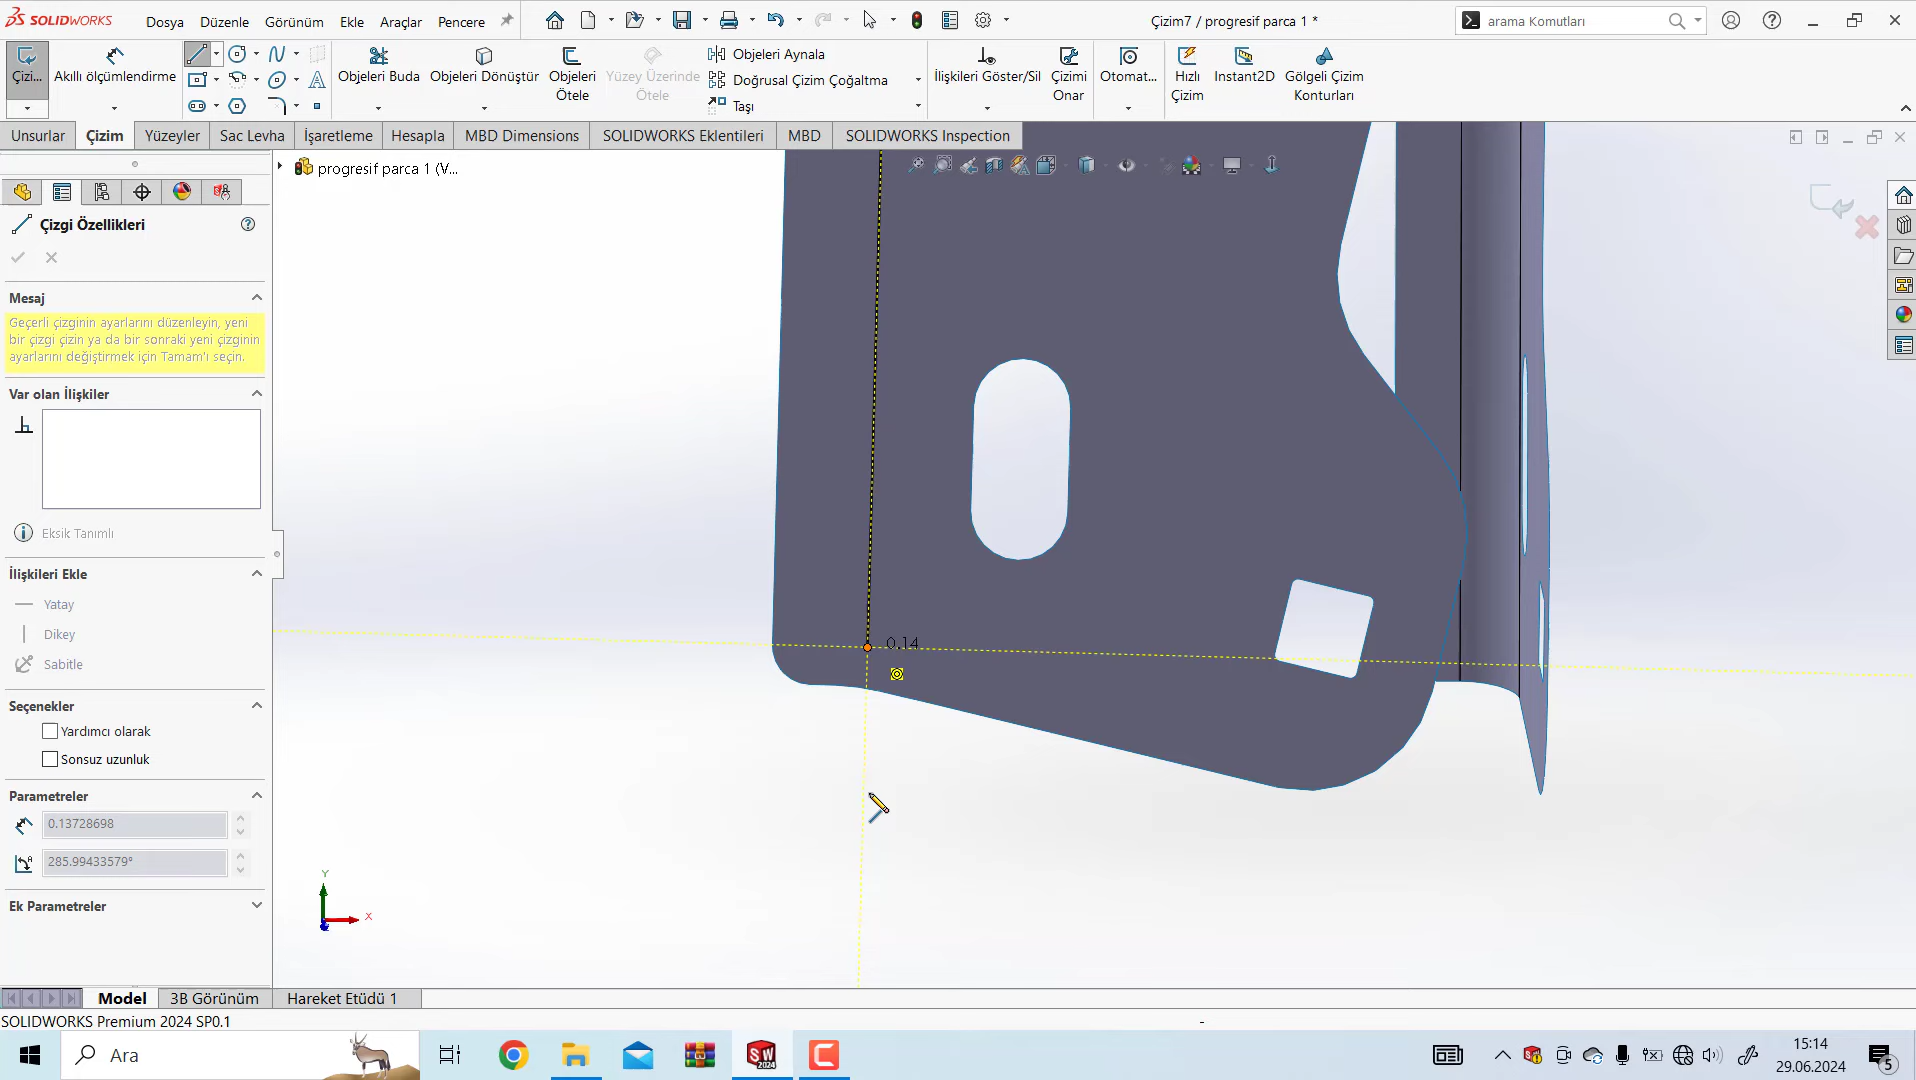 SOLIDWORKS
Dosya
Düzenle
Görünüm
Ekle
Araçlar
Pencere
Çizim7 / progresif parca 1 *
arama Komutları
Çizi...
Akıllı ölçümlendirme
Objeleri Buda
Objeleri Dönüştür
Objeleri
Ötele
Yüzey Üzerinde
Ötele
Objeleri Aynala
Doğrusal Çizim Çoğaltma
Taşı
İlişkileri Göster/Sil
Çizimi
Onar
Otomat...
Hızlı
Çizim
Instant2D
Gölgeli Çizim
Konturları
Unsurlar
Çizim
Yüzeyler
Sac Levha
İşaretleme
Hesapla
MBD Dimensions
SOLIDWORKS Eklentileri
MBD
SOLIDWORKS Inspection
progresif parca 1 (V...
Çizgi Özellikleri
Mesaj
Geçerli çizginin ayarlarını düzenleyin, yeni
bir çizgi çizin ya da bir sonraki yeni çizginin
ayarlarını değiştirmek için Tamam'ı seçin.
Var olan İlişkiler
Eksik Tanımlı
İlişkileri Ekle
Yatay
Dikey
Sabitle
Seçenekler
Yardımcı olarak
Sonsuz uzunluk
Parametreler
0.13728698
285.99433579°
Ek Parametreler
0.14
Y
X
Model
3B Görünüm
Hareket Etüdü 1
SOLIDWORKS Premium 2024 SP0.1
-
Ara
SW
2024
15:14
29.06.2024
5